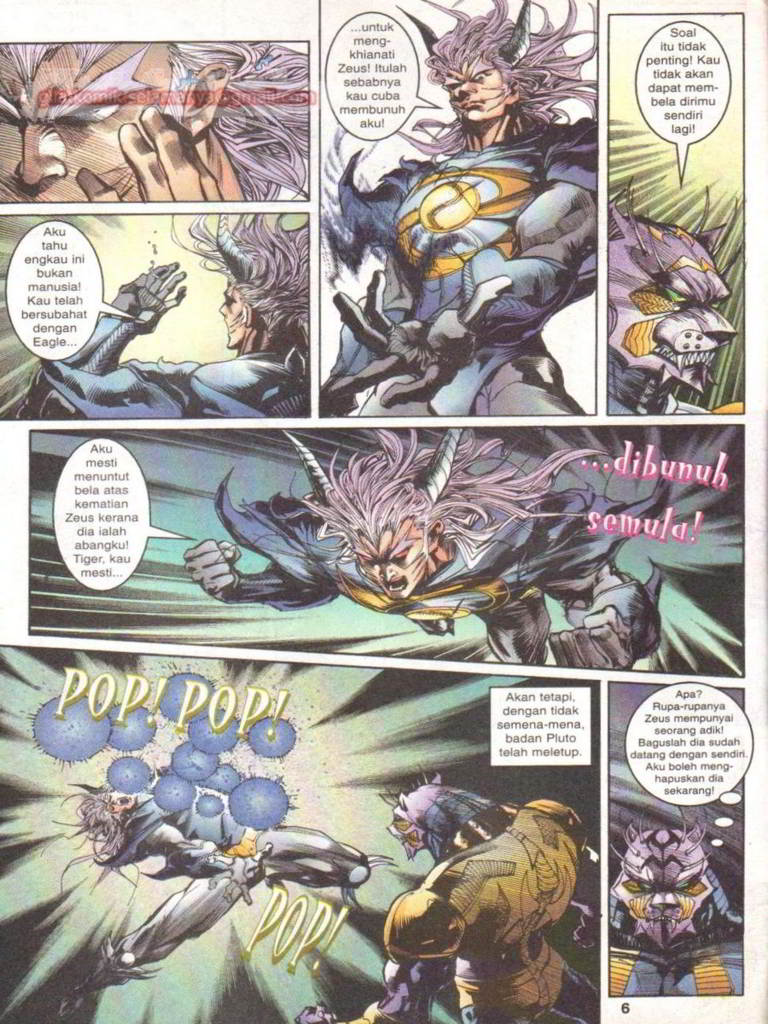 Aku
tahu
engkau ini
bukan
manusia!
Kau telah
bersubahat
dengan
Eagle...
...untuk
meng-
khianati
Zeus! Itulah
sebabnya
kau cuba
membunuh
aku!
Soal
itu tidak
penting! Kau
tidak akan
dapat mem-
bela dirimu
sendiri
lagi!
Aku
mesti
menuntut
bela atas
kematian
Zeus kerana
dia ialah
abangku!
Tiger, kau
mesti...
...dibunuh
semula!
POP! POP!
POP!
Akan tetapi,
dengan tidak
semena-mena,
badan Pluto
telah meletup.
Apa?
Rupa-rupanya
Zeus mempunyai
seorang adik!
Baguslah dia sudah
datang dengan sendiri.
Aku boleh meng-
hapuskan dia
sekarang!
6